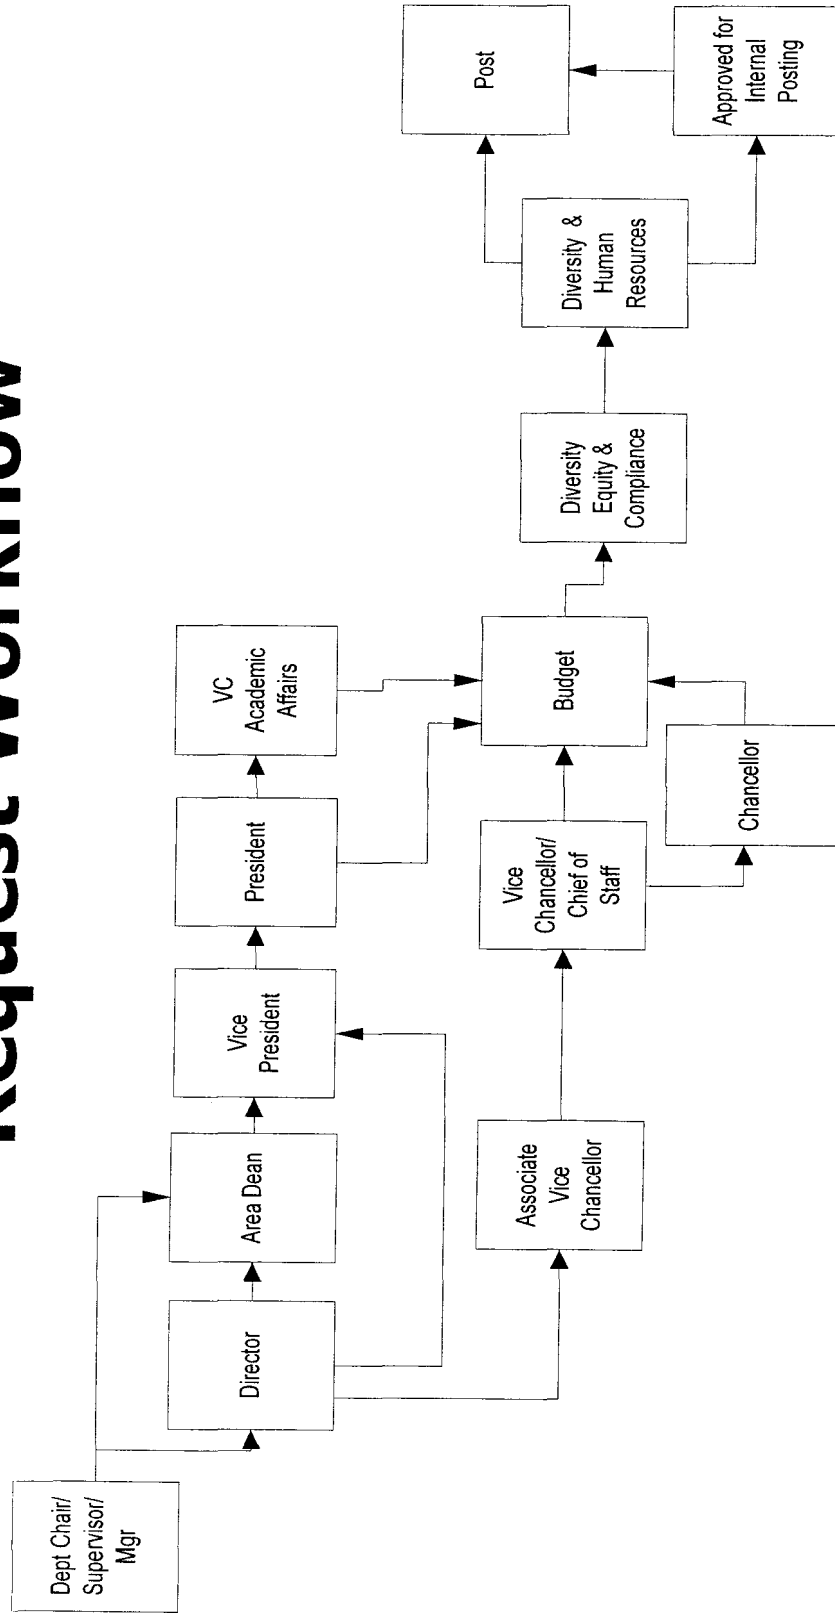 Request Workflow
Dept Chair/
Supervisor/
Mgr
Director
Area Dean
Vice
President
President
VC
Academic
Affairs
Associate
Vice
Chancellor
Vice
Chancellor/
Chief of
Staff
Chancellor
Budget
Diversity
Equity &
Compliance
Diversity &
Human
Resources
Post
Approved for
Internal
Posting